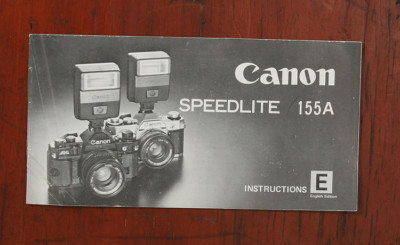 Canon
SPEEDLITE 155A
Canon
INSTRUCTIONS E
English Edition